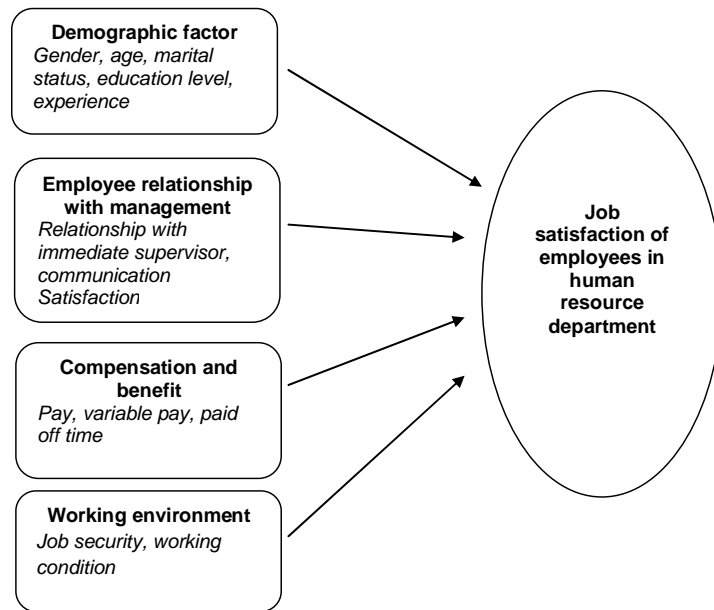 Demographic factor
Gender, age, marital
status, education level,
experience
Employee relationship
with management
Relationship with
immediate supervisor,
communication
Satisfaction
Compensation and
benefit
Pay, variable pay, paid
off time
Working environment
Job security, working
condition
Job
satisfaction of
employees in
human
resource
department